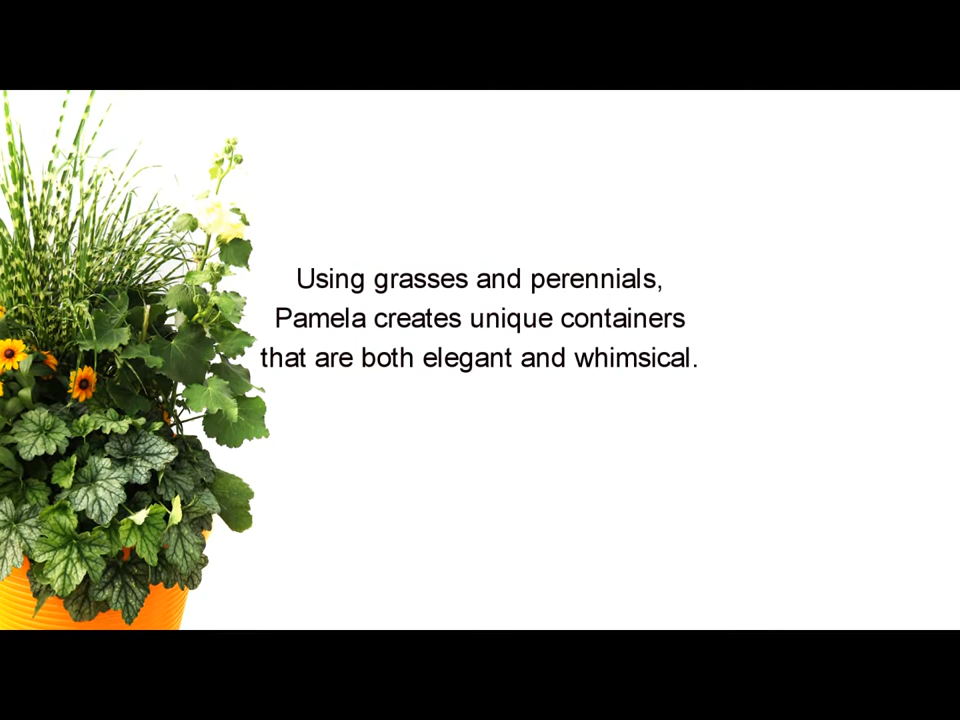 Using grasses and perennials,
Pamela creates unique containers
that are both elegant and whimsical.